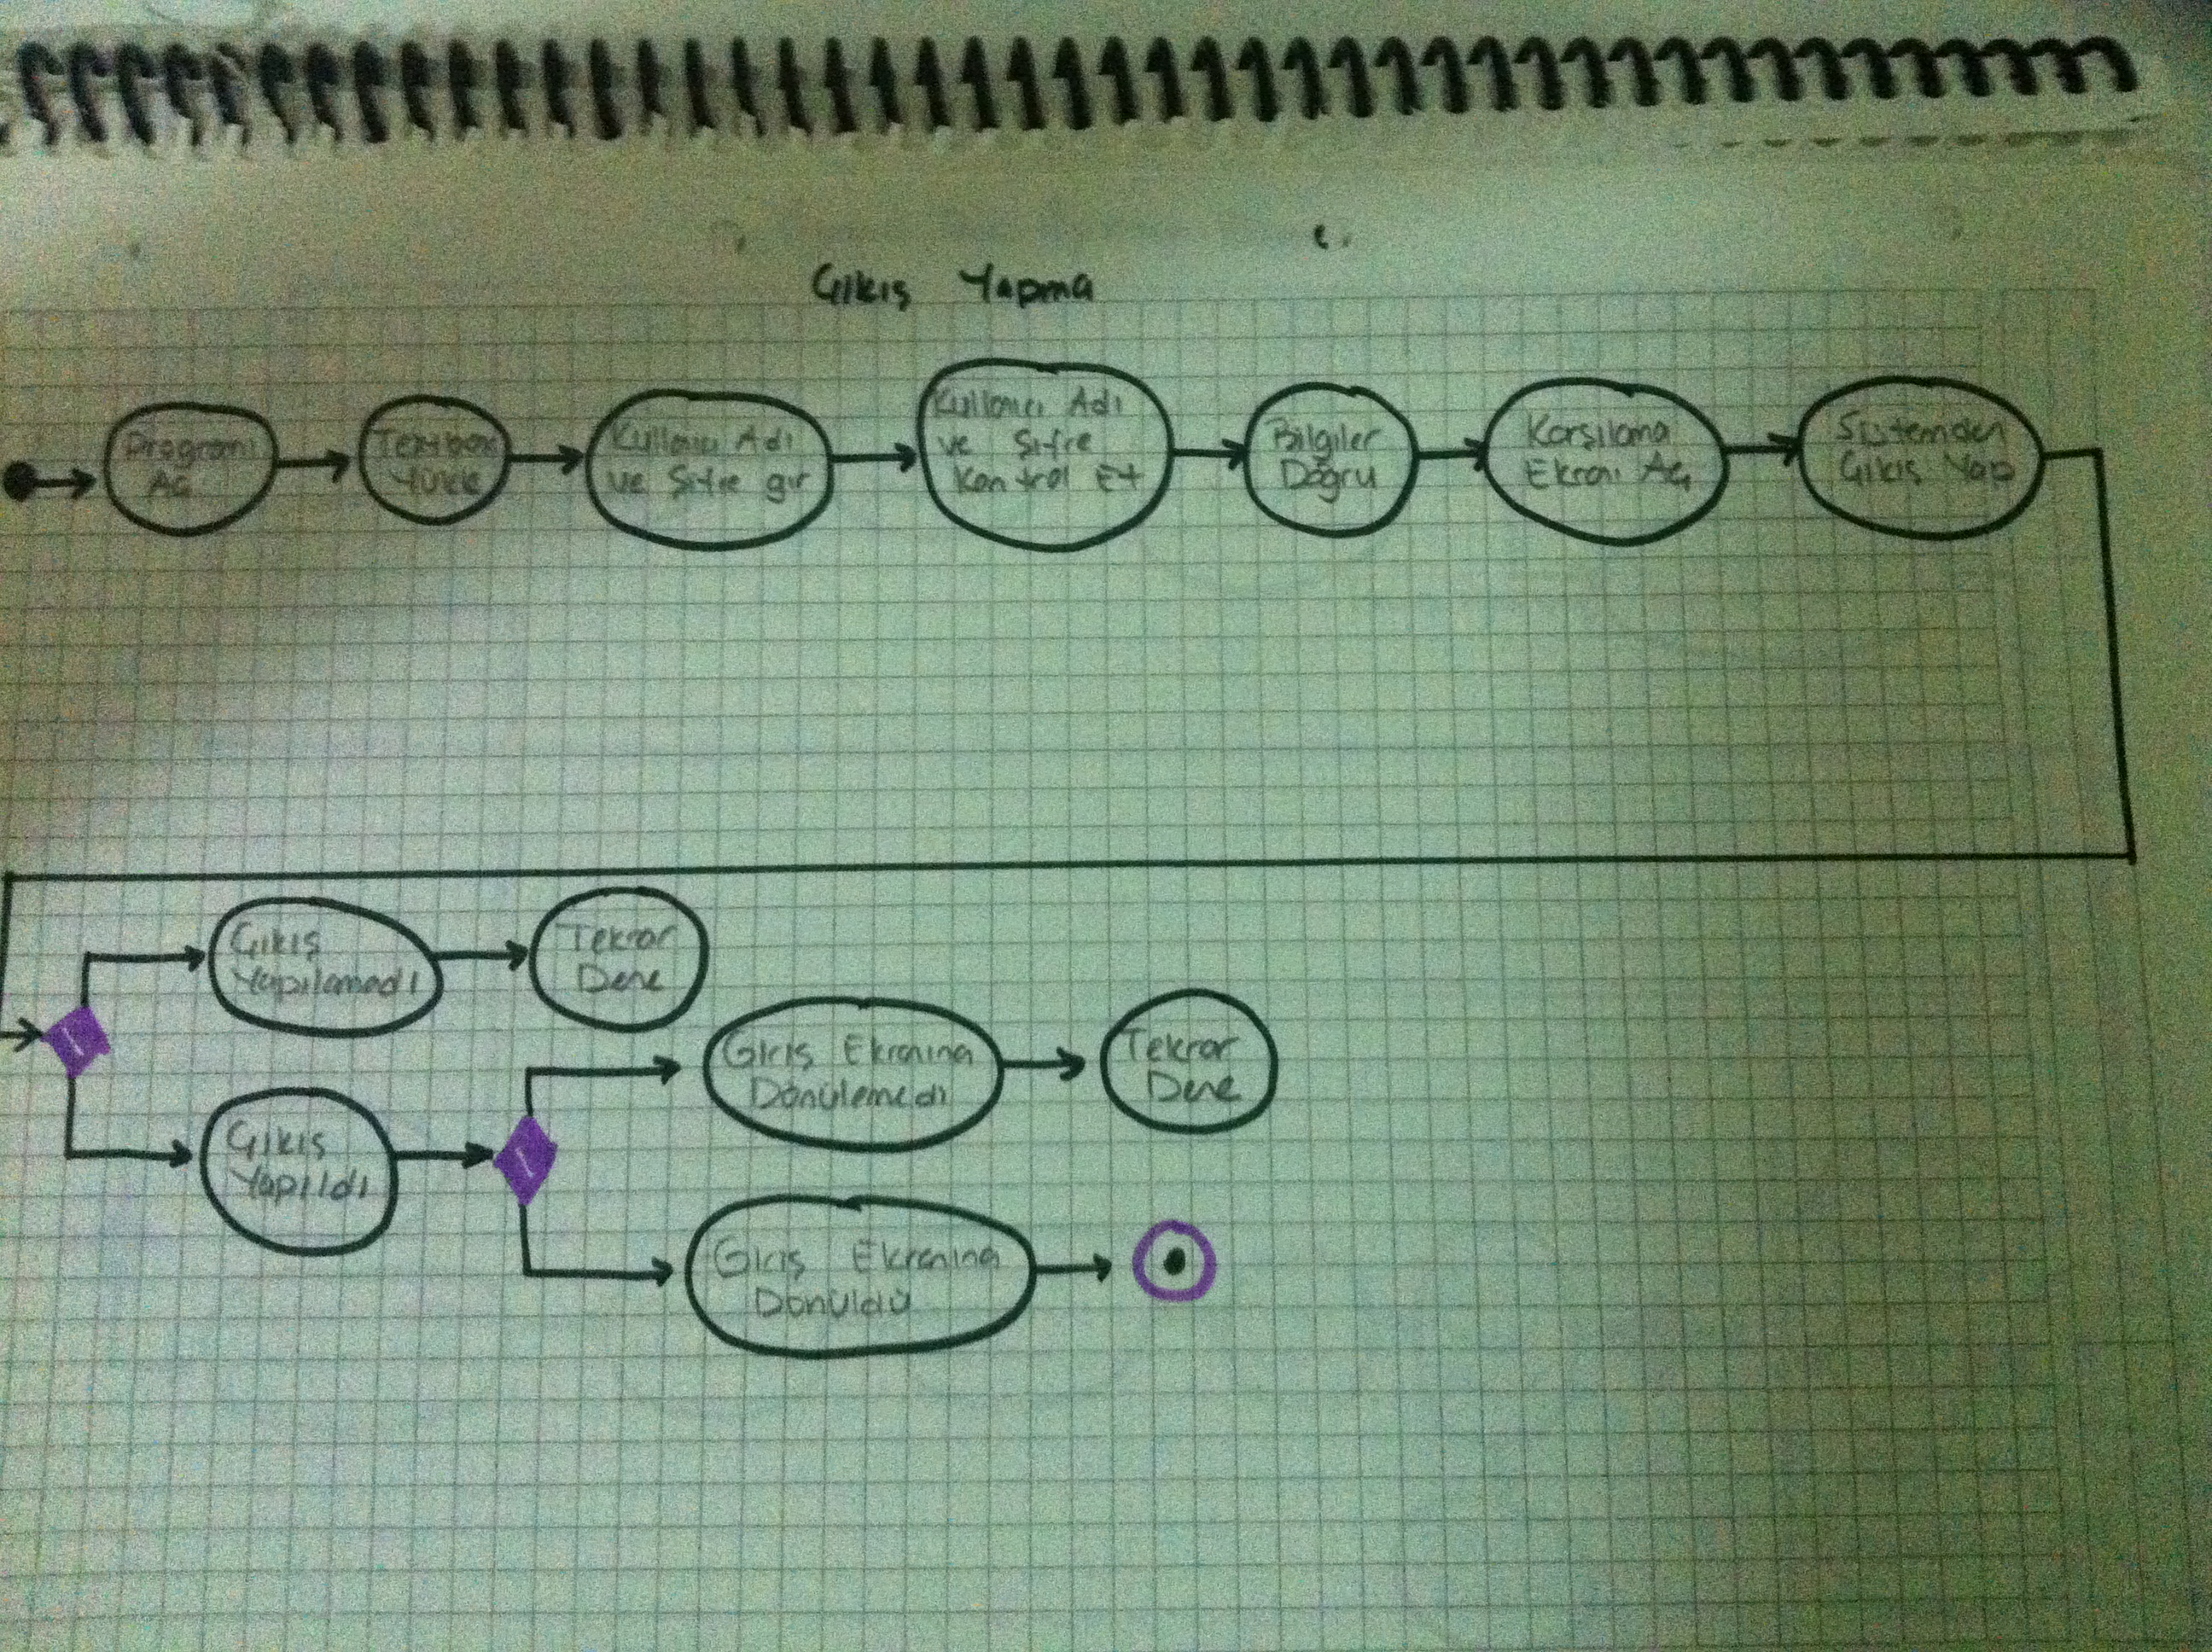 Çıkış Yapma
Programı
Aç
Textbox
Yükle
Kullanıcı Adı
ve Şifre gir
Kullanıcı Adı
ve Şifre
Kontrol Et
Bilgiler
Doğru
Karşılama
Ekranı Aç
Sistemden
Çıkış Yap
Çıkış
Yapılamadı
Tekrar
Dene
Çıkış
Yapıldı
Giriş Ekranına
Dönülemedi
Tekrar
Dene
Giriş Ekranına
Dönüldü